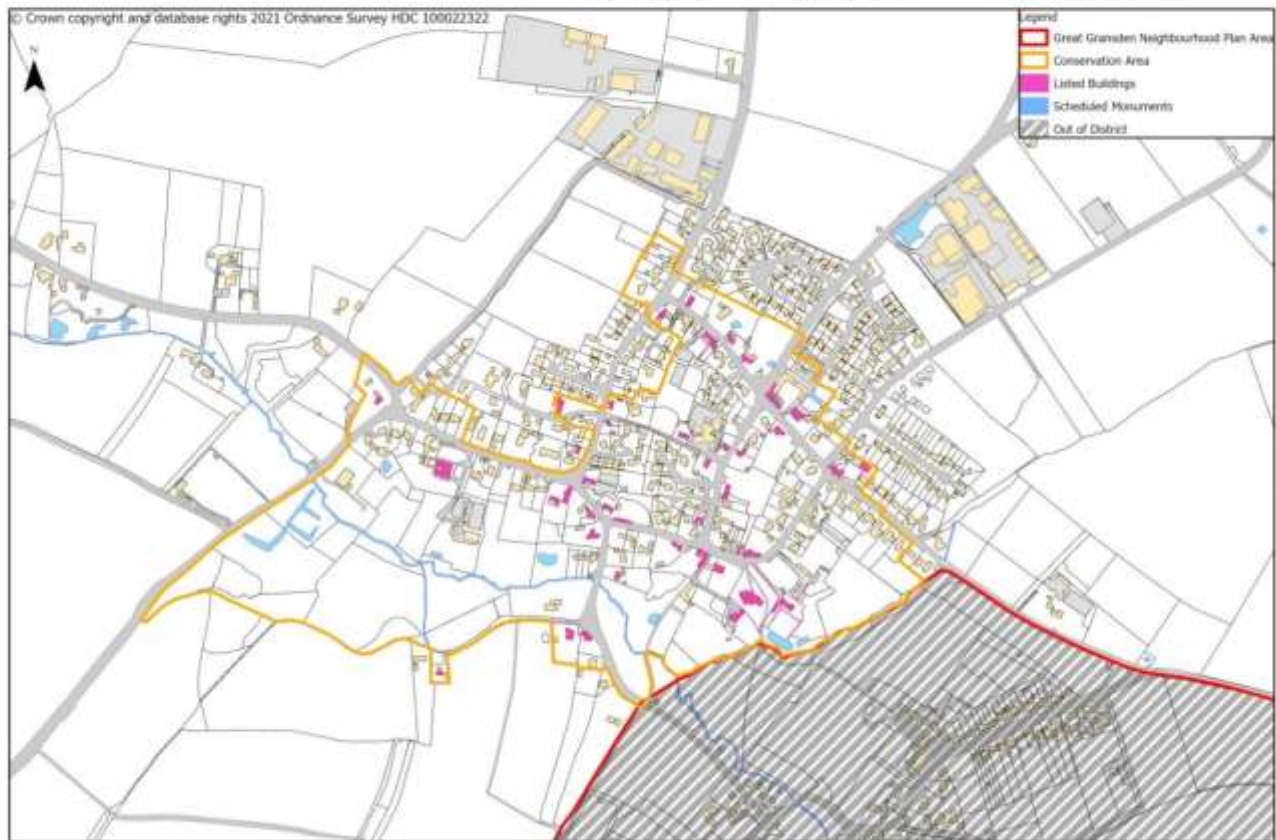 © Crown copyright and database rights 2021 Ordnance Survey HDC 100022322
Legend
Great Gransden Neighbourhood Plan Area
Conservation Area
Listed Buildings
Scheduled Monuments
Out of District
N